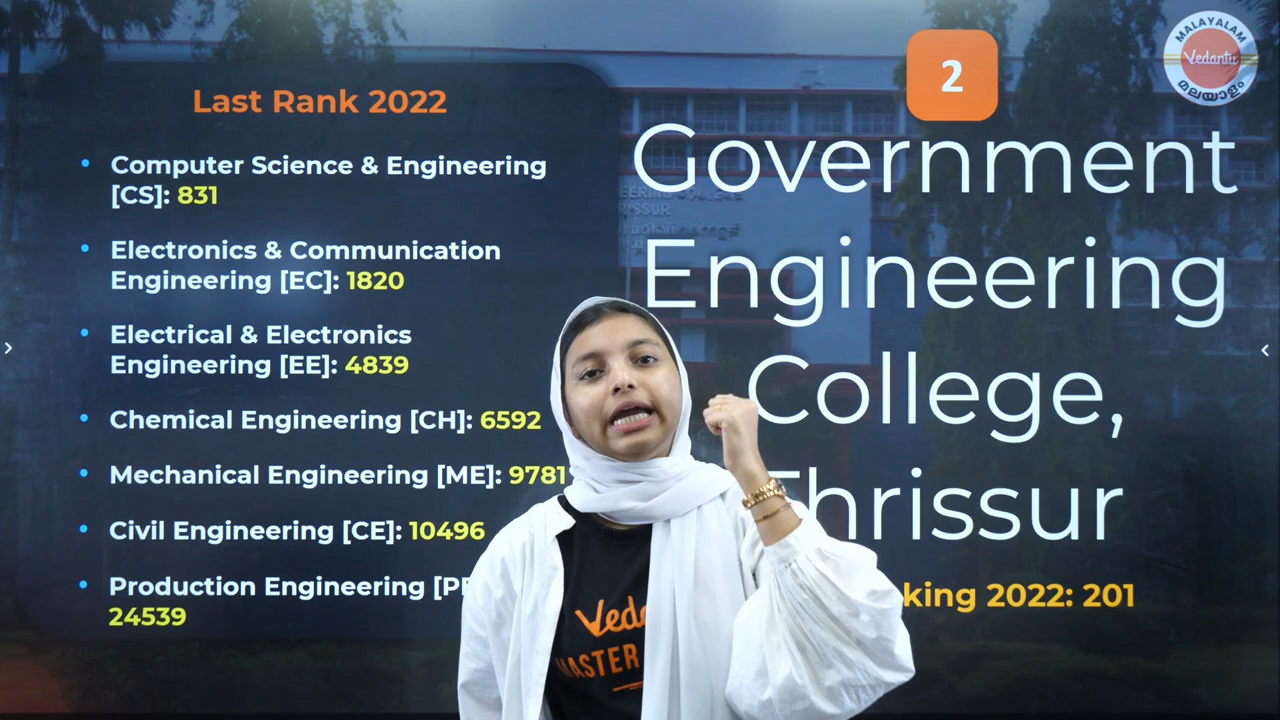 Last Rank 2022
• Computer Science & Engineering
[CS]: 831
• Electronics & Communication
Engineering [EC]: 1820
• Electrical & Electronics
Engineering [EE]: 4839
• Chemical Engineering [CH]: 6592
• Mechanical Engineering [ME]: 9781
• Civil Engineering [CE]: 10496
• Production Engineering
24539
2
Government
Engineering
College,
Thrissur
king 2022: 201
MALAYALAM
Vedantu
മലയാളം
MASTER